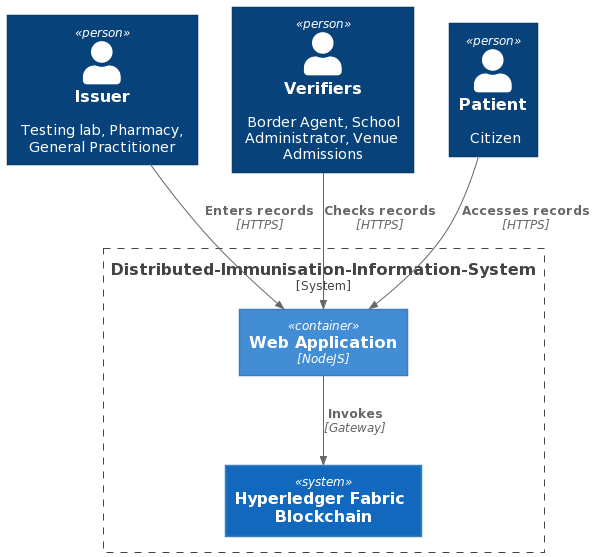 «person»
Issuer
Testing lab, Pharmacy,
General Practitioner
«person»
Verifiers
Border Agent, School
Administrator, Venue
Admissions
«person»
Patient
Citizen
Enters records
[HTTPS]
Checks records
[HTTPS]
Accesses records
[HTTPS]
Distributed-Immunisation-Information-System
[System]
«container»
Web Application
[NodeJS]
Invokes
[Gateway]
«system»
Hyperledger Fabric
Blockchain